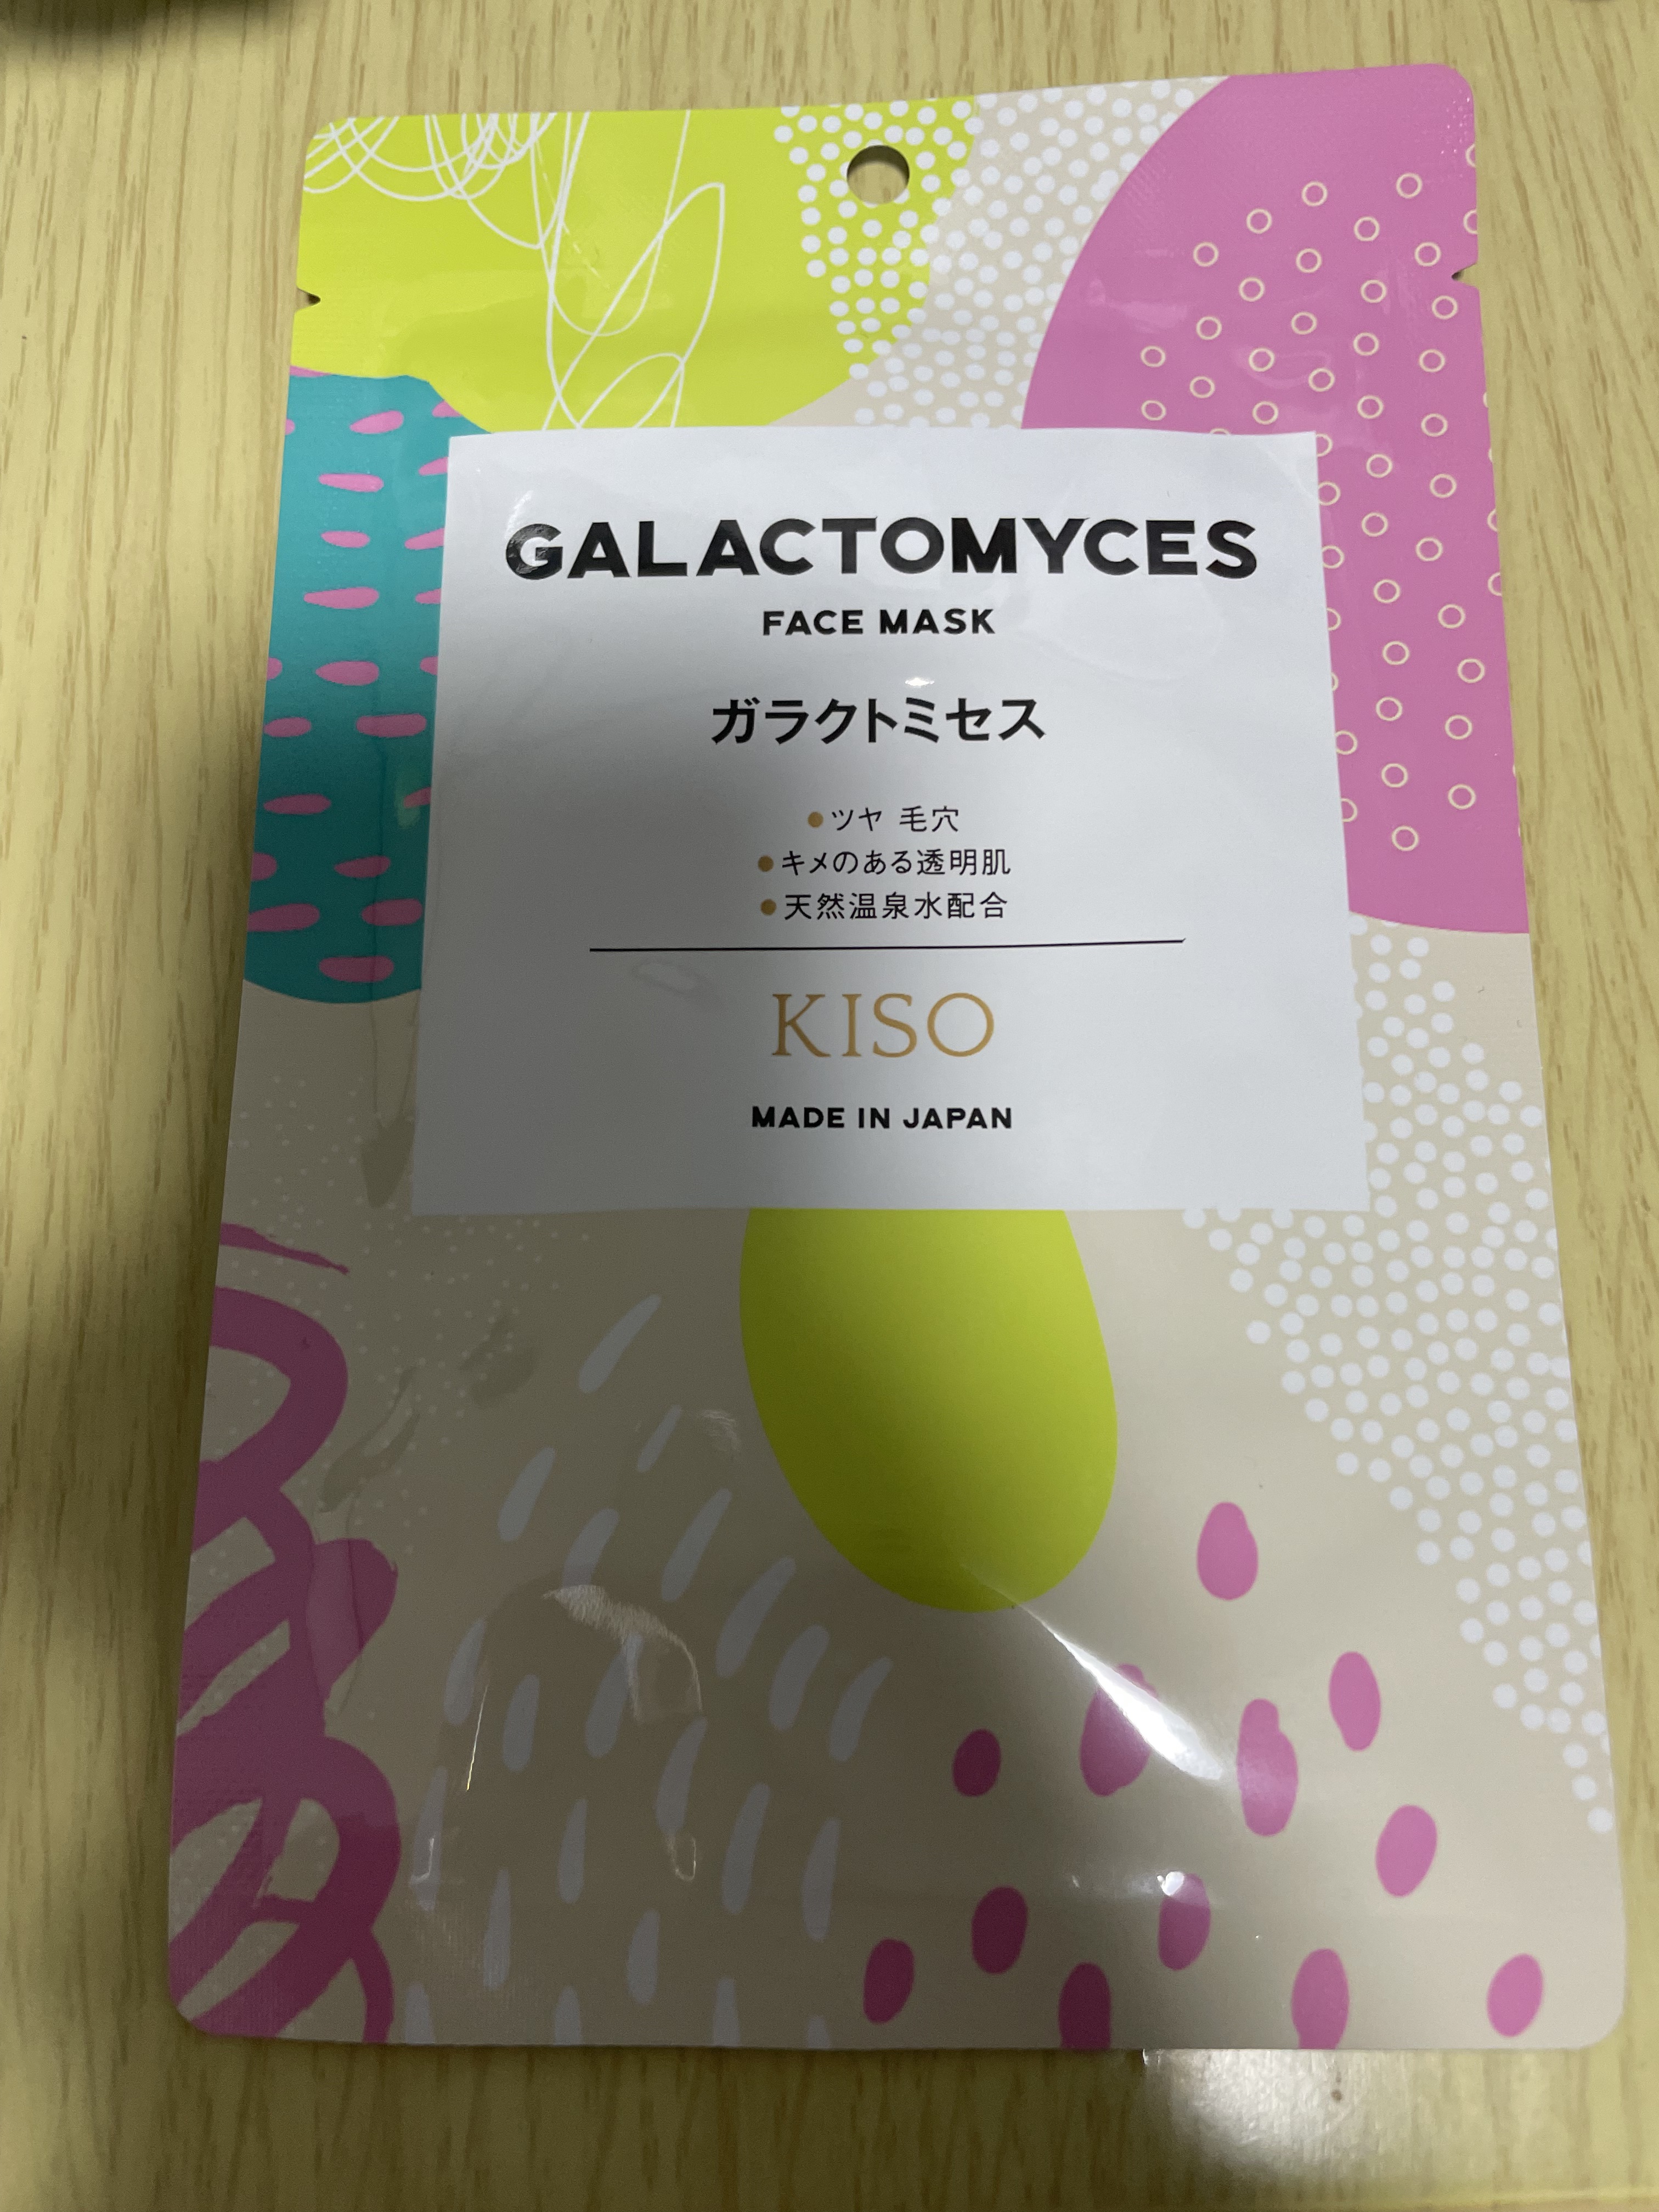 GALACTOMYCES
FACE MASK
ガラクトミセス
●ツヤ 毛穴
●キメのある透明肌
●天然温泉水配合
KISO
MADE IN JAPAN